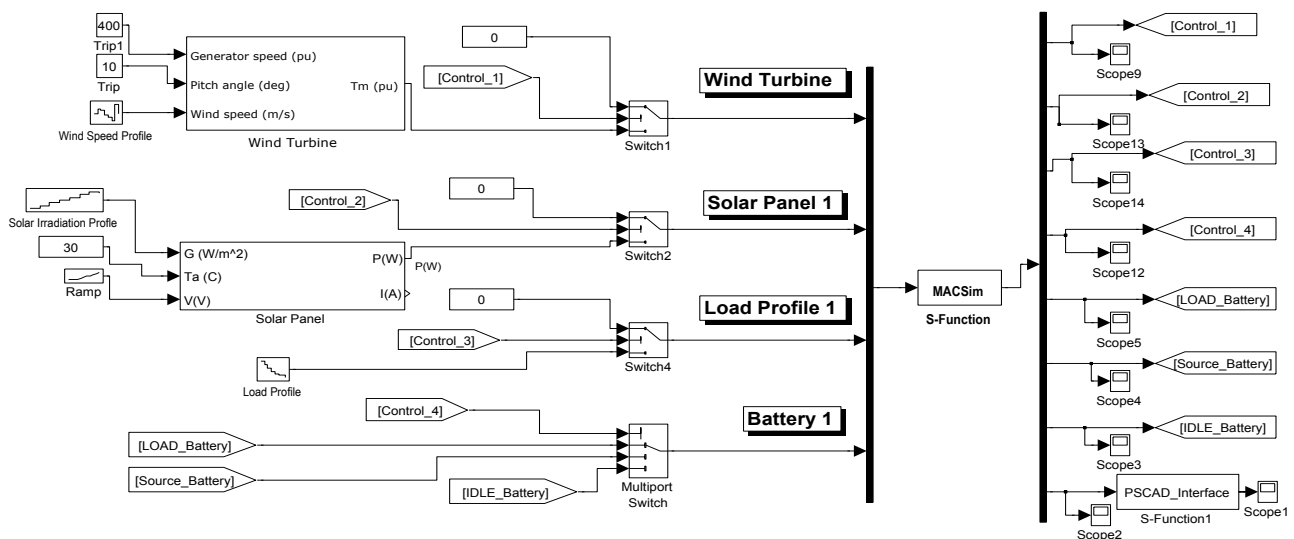 400
Trip1
10
Trip
Wind Speed Profile
Generator speed (pu)
Pitch angle (deg)
Wind speed (m/s)
Tm (pu)
Wind Turbine
0
[Control_1]
Switch1
Wind Turbine
Solar Irradiation Profle
30
Ramp
G (W/m^2)
Ta (C)
V(V)
P(W)
I(A)
P(W)
Solar Panel
[Control_2]
0
Switch2
Solar Panel 1
0
[Control_3]
Load Profile
Switch4
Load Profile 1
[Control_4]
[LOAD_Battery]
[Source_Battery]
[IDLE_Battery]
Multiport
Switch
Battery 1
MACSim
S-Function
[Control_1]
Scope9
[Control_2]
Scope13
[Control_3]
Scope14
[Control_4]
Scope12
[LOAD_Battery]
Scope5
[Source_Battery]
Scope4
[IDLE_Battery]
Scope3
PSCAD_Interface
S-Function1
Scope1
Scope2